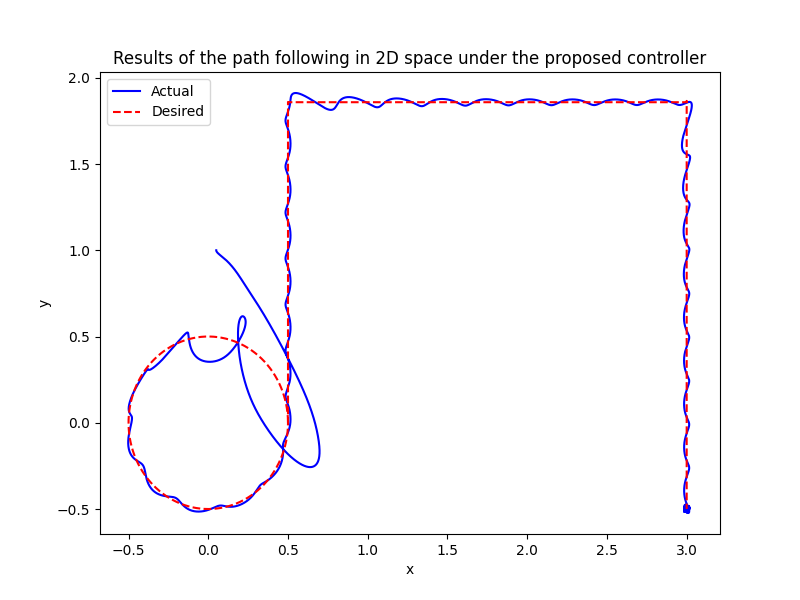 Results of the path following in 2D space under the proposed controller
Actual
Desired
2.0
1.5
1.0
0.5
0.0
−0.5
y
−0.5 0.0 0.5 1.0 1.5 2.0 2.5 3.0
x